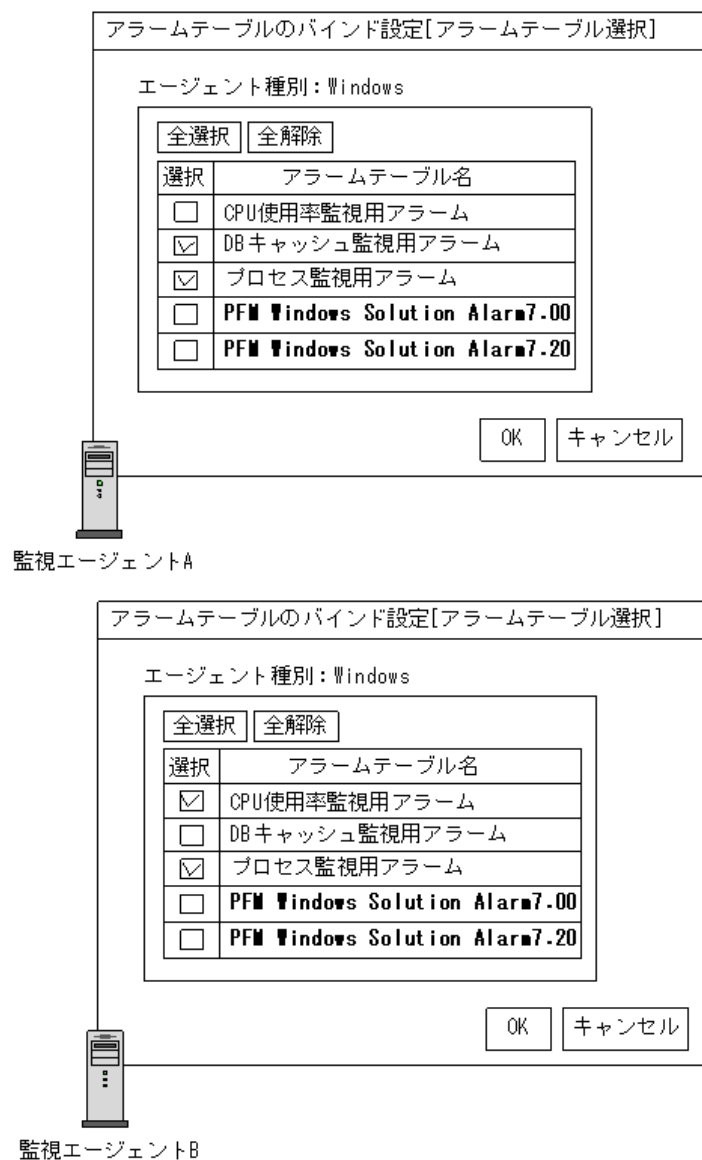 アラームテーブルのバインド設定[アラームテーブル選択]
エージェント種別：Windows
全選択 全解除
選択 アラームテーブル名
CPU使用率監視用アラーム
DBキャッシュ監視用アラーム
プロセス監視用アラーム
PFM Windows Solution Alarm7.00
PFM Windows Solution Alarm7.20
OK キャンセル
監視エージェントA
アラームテーブルのバインド設定[アラームテーブル選択]
エージェント種別：Windows
全選択 全解除
選択 アラームテーブル名
CPU使用率監視用アラーム
DBキャッシュ監視用アラーム
プロセス監視用アラーム
PFM Windows Solution Alarm7.00
PFM Windows Solution Alarm7.20
OK キャンセル
監視エージェントB